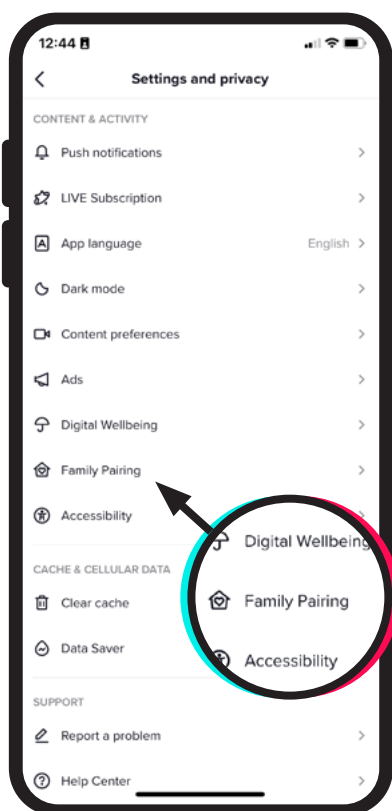 12:44
Settings and privacy
CONTENT & ACTIVITY
Push notifications
LIVE Subscription
App language English
Dark mode
Content preferences
Ads
Digital Wellbeing
Family Pairing
Accessibility
Digital Wellbeing
CACHE & CELLULAR DATA
Clear cache
Family Pairing
Data Saver
Accessibility
SUPPORT
Report a problem
Help Center